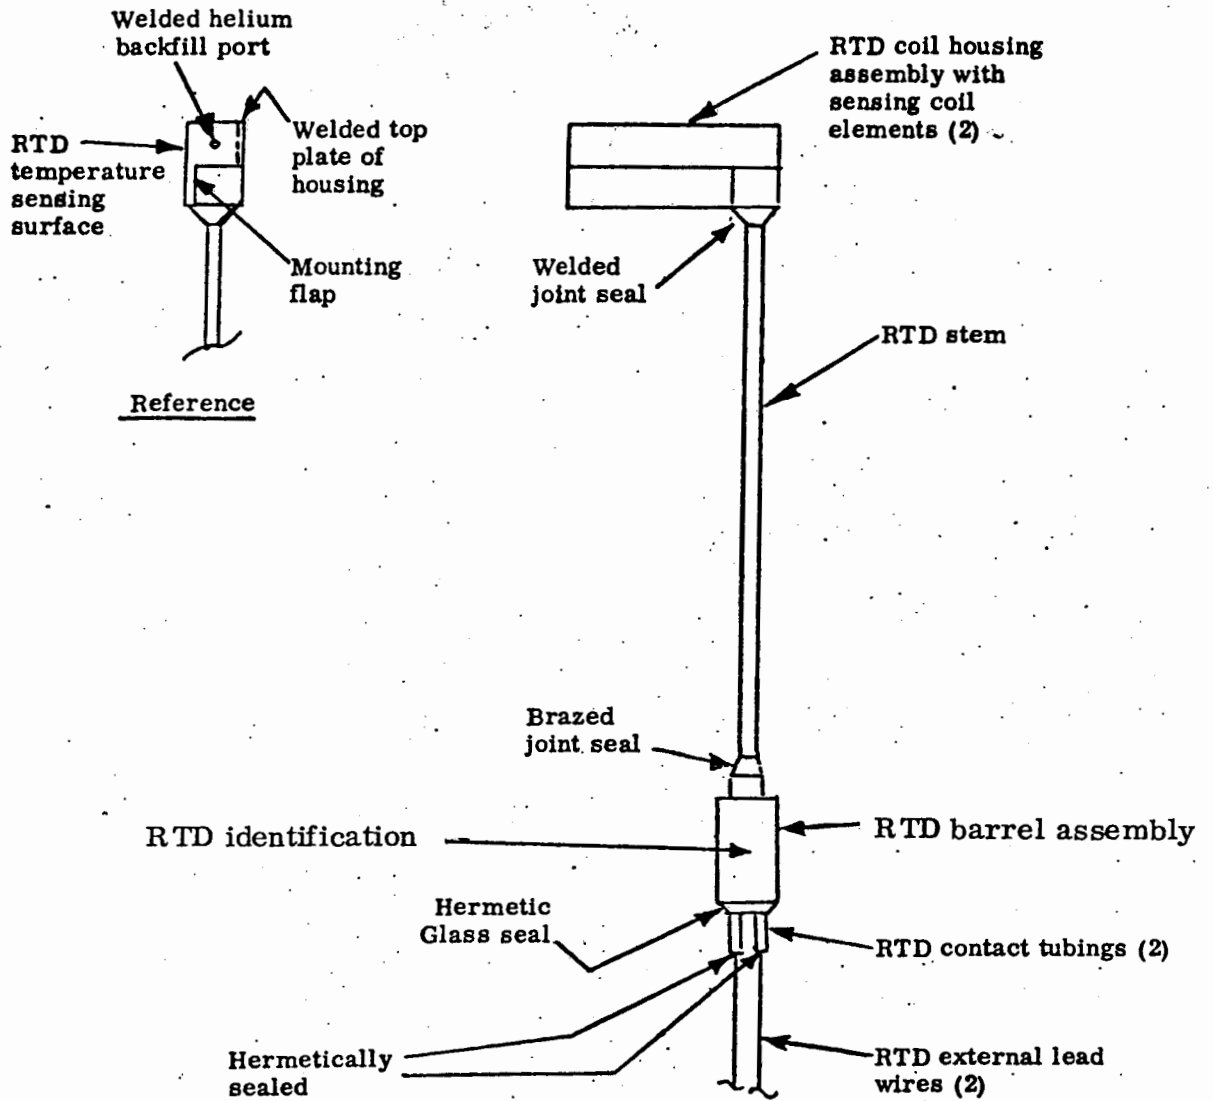 Welded helium
backfill port
RTD
temperature
sensing
surface
Welded top
plate of
housing
Mounting
flap
Reference
RTD coil housing
assembly with
sensing coil
elements (2)
Welded
joint seal
RTD stem
Brazed
joint seal
RTD identification
RTD barrel assembly
Hermetic
Glass seal
RTD contact tubings (2)
Hermetically
sealed
RTD external lead
wires (2)